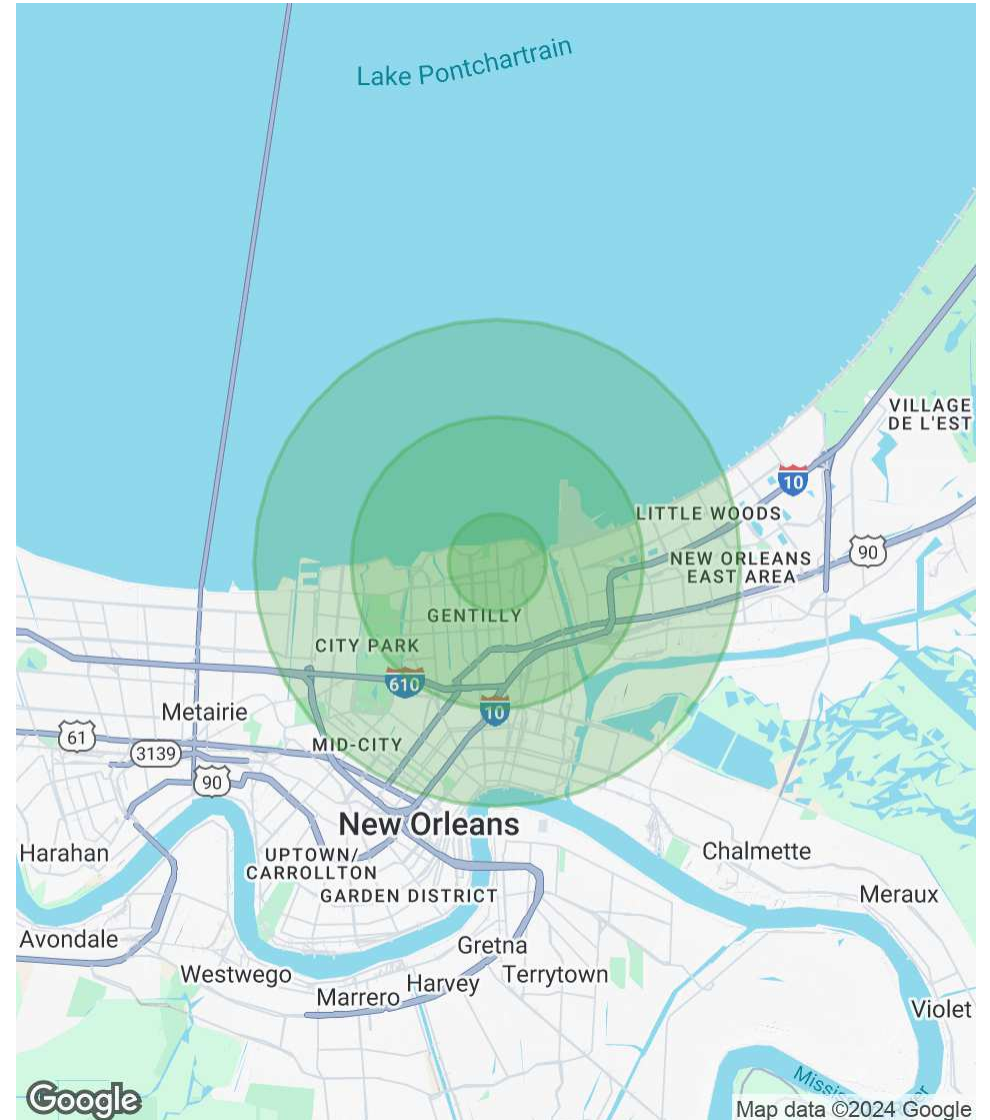 Lake Pontchartrain
VILLAGE
DE L'EST
10
LITTLE WOODS
90
NEW ORLEANS
EAST AREA
GENTILLY
CITY PARK
610
10
Metairie
61
3139
MID-CITY
90
New Orleans
Harahan
UPTOWN/
CARROLLTON
Chalmette
GARDEN DISTRICT
Meraux
Avondale
Gretna
Westwego
Terrytown
Harvey
Marrero
Violet
Google
Map data ©2024 Google